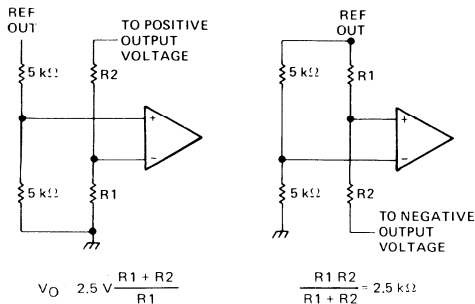 REF
OUT
TO POSITIVE
OUTPUT
VOLTAGE
5 kΩ
R2
+
−
5 kΩ
R1
REF
OUT
R1
5 kΩ
+
−
5 kΩ
R2
TO NEGATIVE
OUTPUT
VOLTAGE
VO 2.5 V R1 + R2
R1
R1 R2
R1 + R2 = 2.5 kΩ